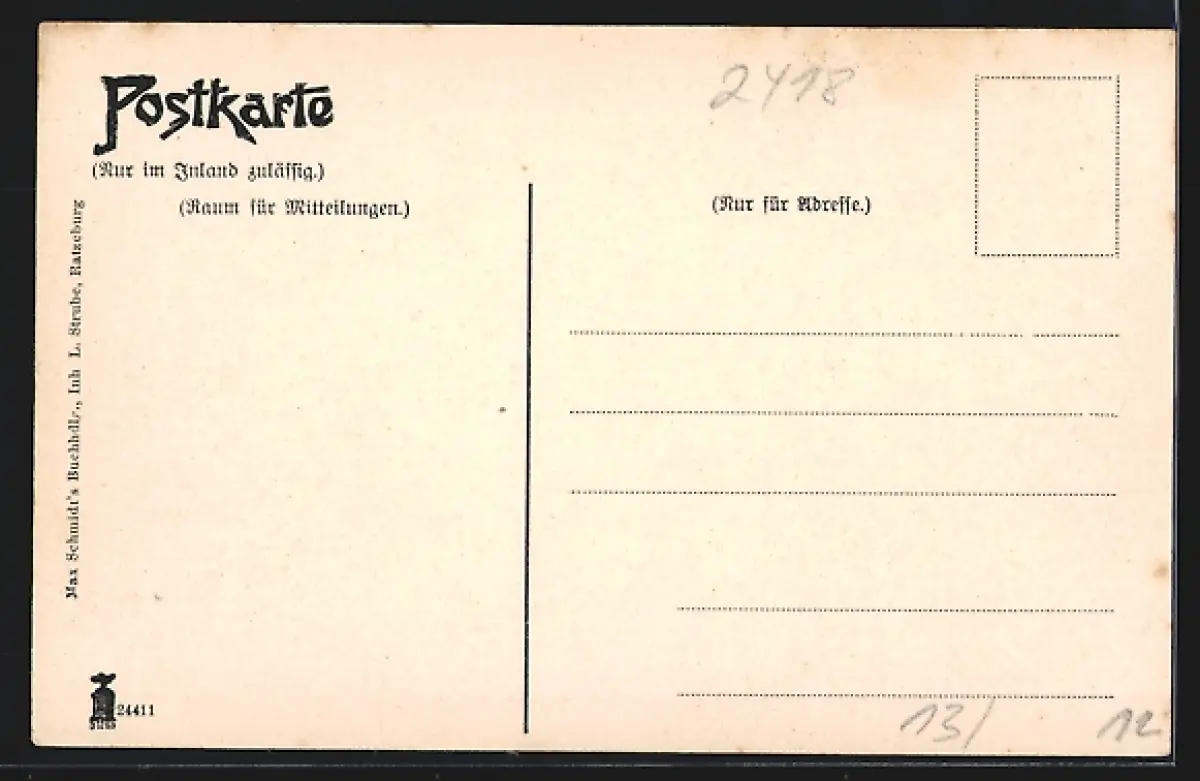 Postkarte
(Nur im Inland zulässig.)
(Raum für Mitteilungen.)
(Nur für Adresse.)
2418
Max Schmidt's Buchhdlg., Inh L. Strube, Ratzeburg
24411
13/
12